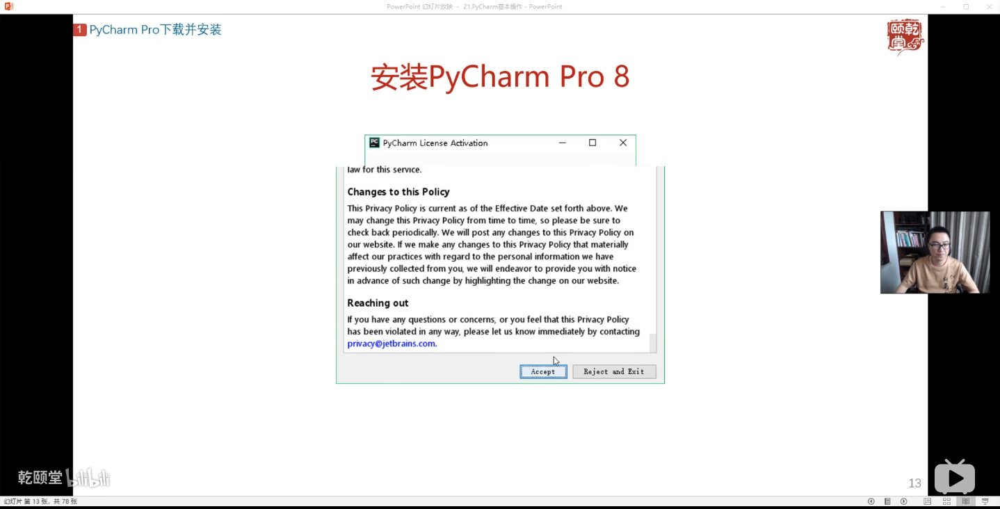 PowerPoint 幻灯片放映 - 21.PyCharm基本操作 - PowerPoint
1 PyCharm Pro下载并安装
颐乾堂
安装PyCharm Pro 8
PC PyCharm License Activation
law for this service.
Changes to this Policy
This Privacy Policy is current as of the Effective Date set forth above. We
may change this Privacy Policy from time to time, so please be sure to
check back periodically. We will post any changes to this Privacy Policy on
our website. If we make any changes to this Privacy Policy that materially
affect our practices with regard to the personal information we have
previously collected from you, we will endeavor to provide you with notice
in advance of such change by highlighting the change on our website.
Reaching out
If you have any questions or concerns, or you feel that this Privacy Policy
has been violated in any way, please let us know immediately by contacting
privacy@jetbrains.com.
Accept Reject and Exit
乾颐堂 bilibili
13
幻灯片 第 13 张，共 78 张